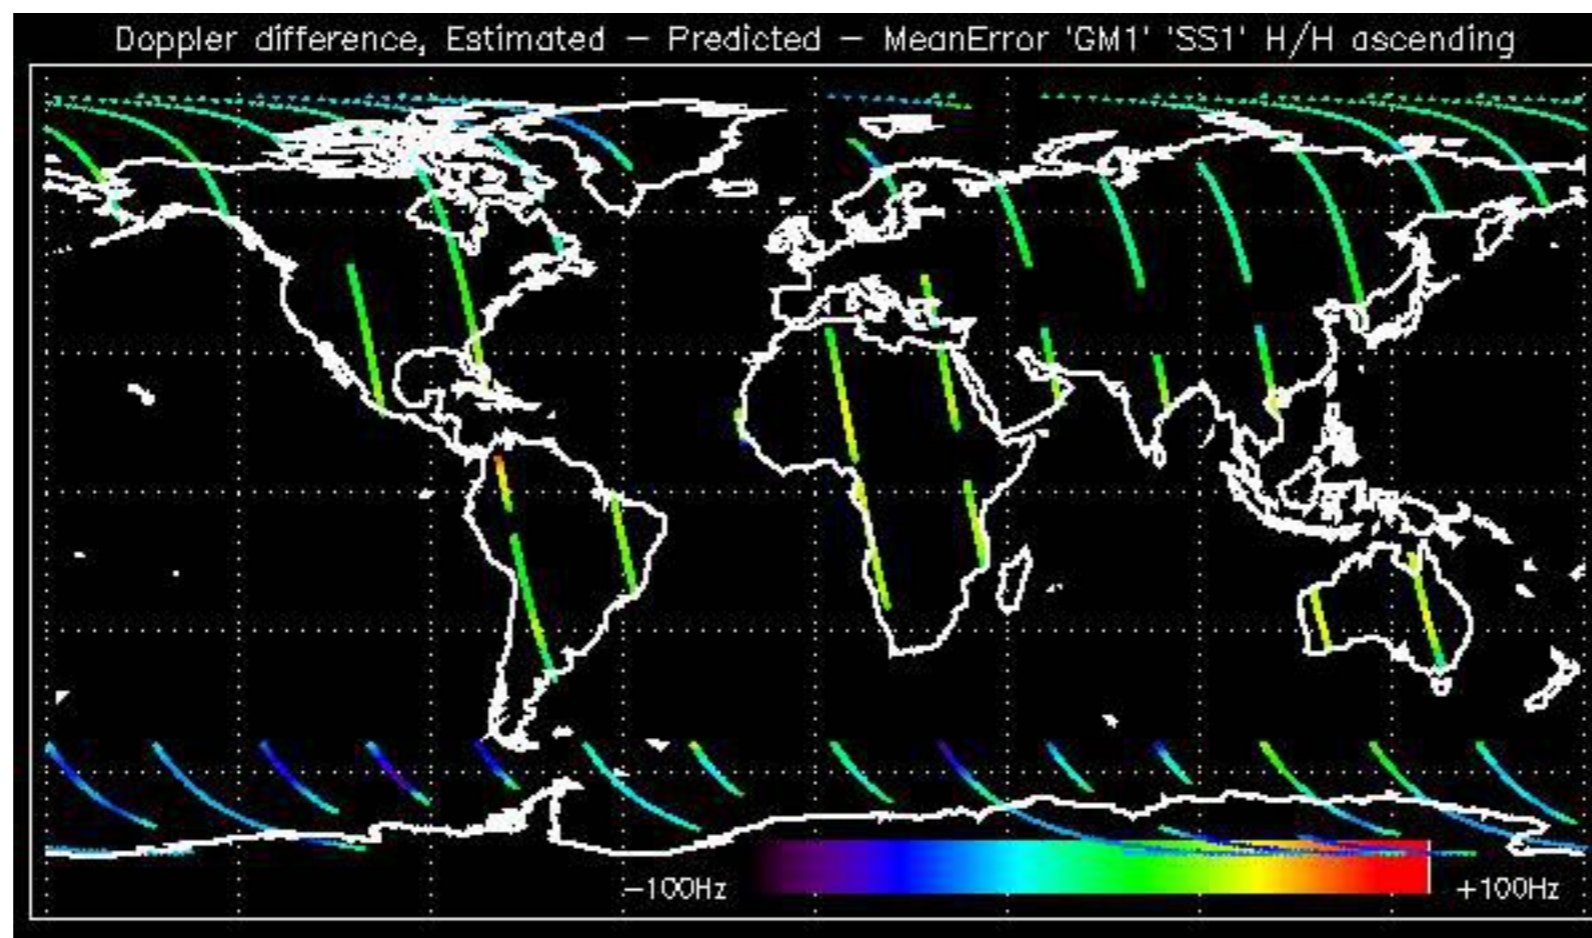 Doppler difference, Estimated - Predicted - MeanError 'GM1' 'SS1' H/H ascending
-100Hz +100Hz